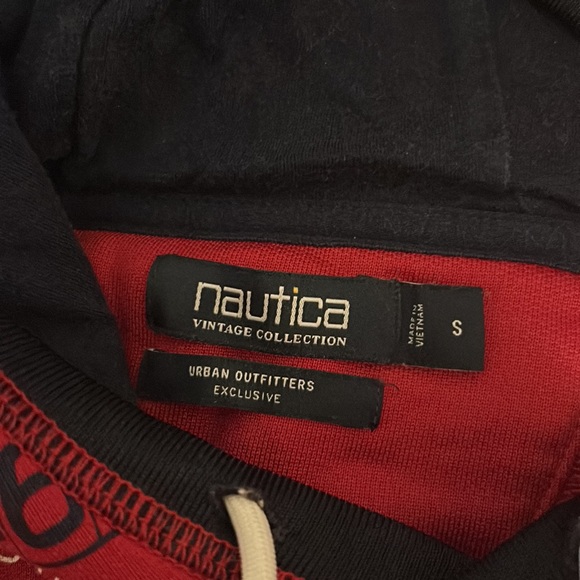 nautica
VINTAGE COLLECTION
MADE IN
VIETNAM
S
URBAN OUTFITTERS
EXCLUSIVE